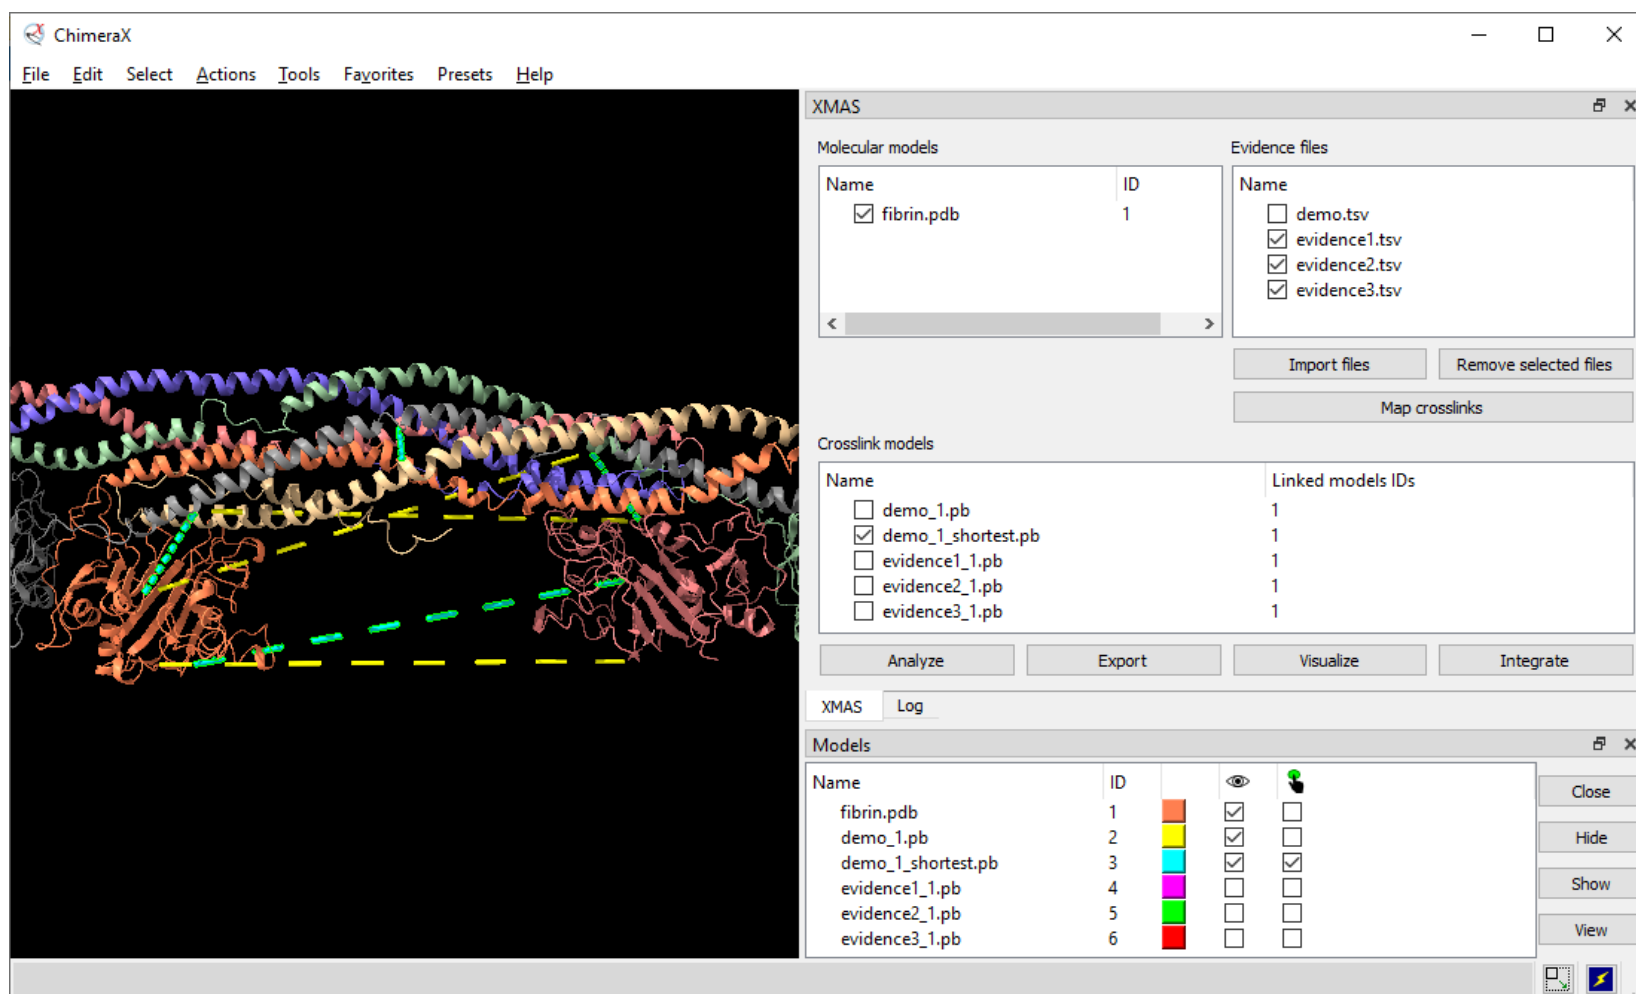 ChimeraX
File Edit Select Actions Tools Favorites Presets Help
XMAS
Molecular models
Name ID
fibrin.pdb 1
Evidence files
Name
demo.tsv
evidence1.tsv
evidence2.tsv
evidence3.tsv
Import files Remove selected files
Map crosslinks
Crosslink models
Name Linked models IDs
demo_1.pb 1
demo_1_shortest.pb 1
evidence1_1.pb 1
evidence2_1.pb 1
evidence3_1.pb 1
Analyze Export Visualize Integrate
XMAS Log
Models
Name ID
fibrin.pdb 1
demo_1.pb 2
demo_1_shortest.pb 3
evidence1_1.pb 4
evidence2_1.pb 5
evidence3_1.pb 6
Close
Hide
Show
View